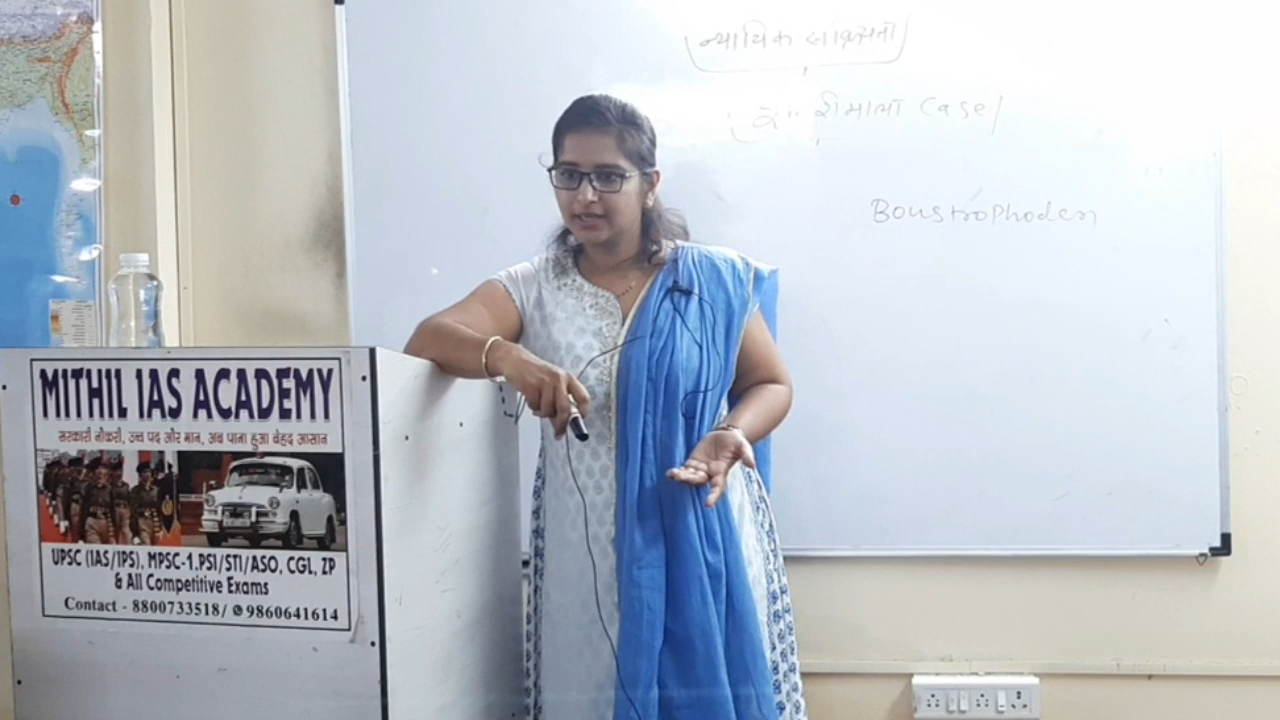 न्यायिक
शबरीमाला Case
Boustrophoden
MITHIL IAS ACADEMY
सरकारी नौकरी, उच्च पद और मान, अब पाना हुआ बेहद आसान
UPSC (IAS/IPS), MPSC-1.PSI/STI/ASO, CGL, ZP
& All Competitive Exams
Contact - 8800733518/ 9860641614